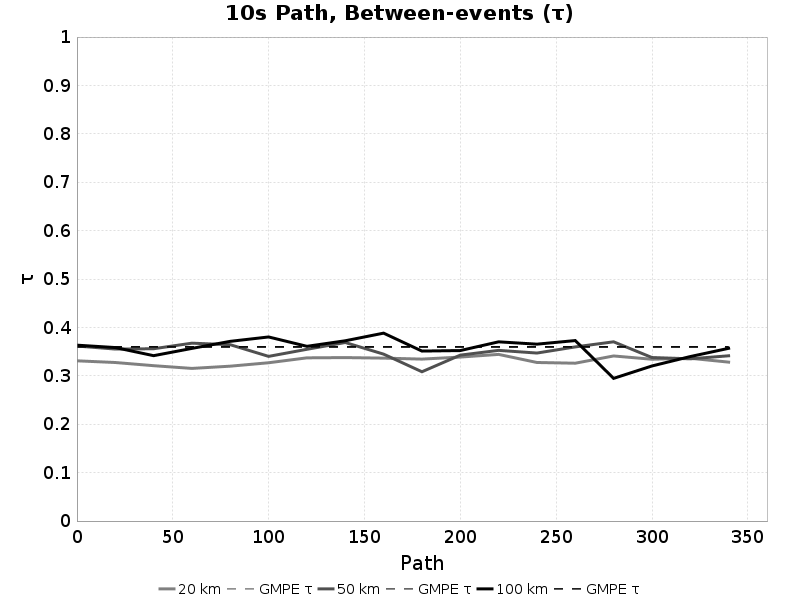 10s Path, Between-events (τ)
1
0.9
0.8
0.7
0.6
0.5
0.4
0.3
0.2
0.1
0
τ
0 50 100 150 200 250 300 350
Path
20 km GMPE τ 50 km GMPE τ 100 km GMPE τ